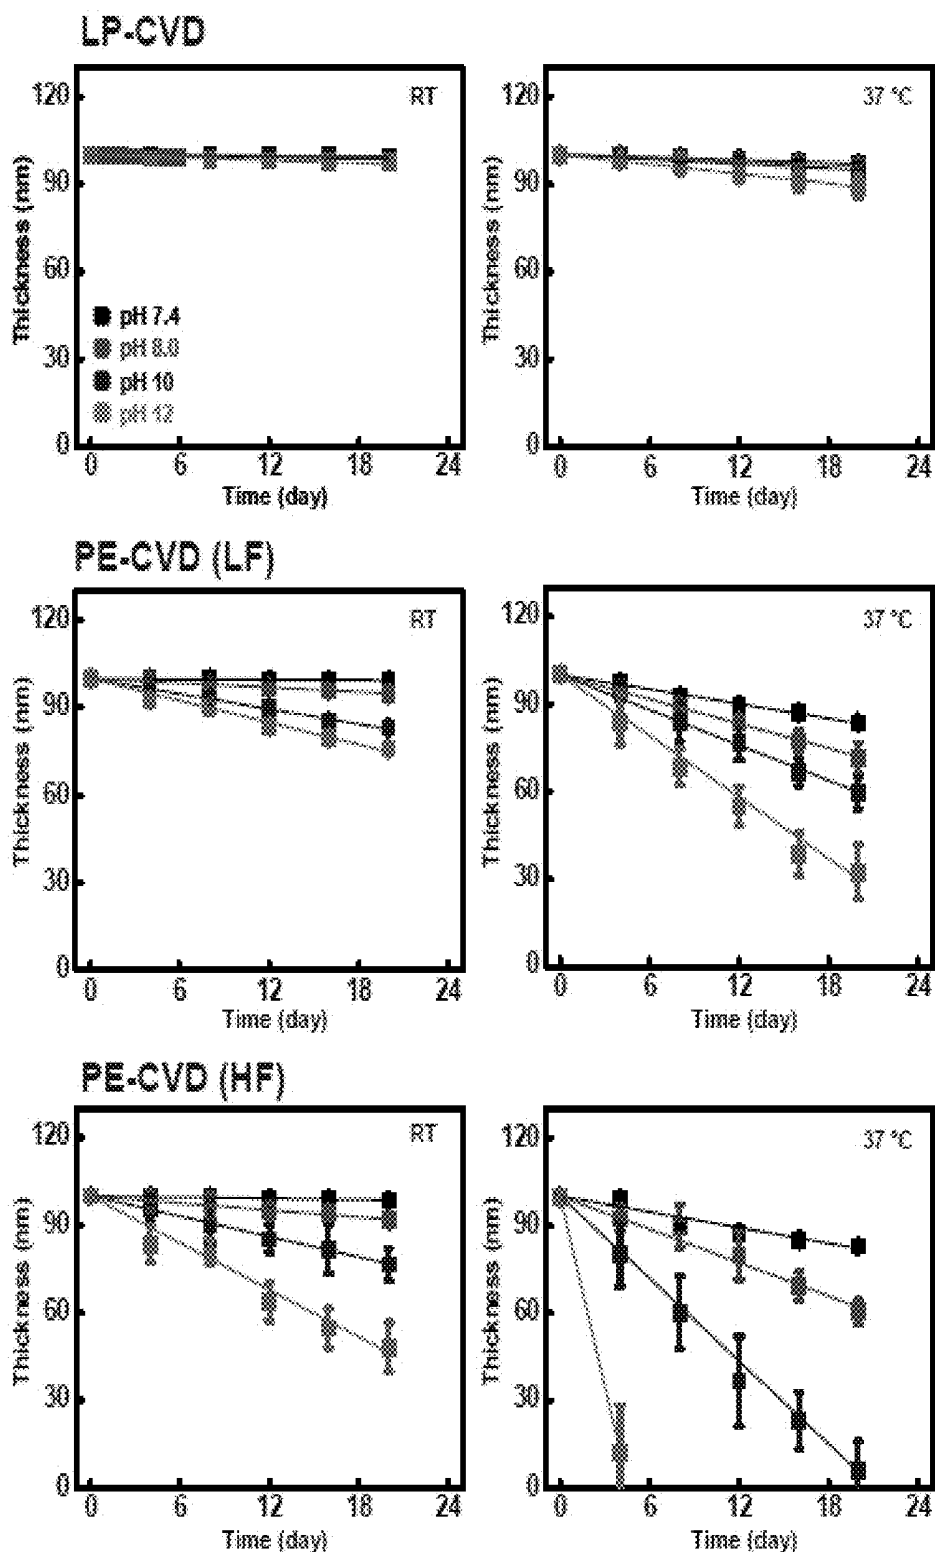 LP-CVD
120
90
60
30
0
Thickness (nm)
RT
pH 7.4
pH 8.0
pH 10
pH 12
0 6 12 18 24
Time (day)
120
90
60
30
0
Thickness (nm)
37 °C
0 6 12 18 24
Time (day)
PE-CVD (LF)
120
90
60
30
0
Thickness (nm)
RT
0 6 12 18 24
Time (day)
120
90
60
30
0
Thickness (nm)
37 °C
0 6 12 18 24
Time (day)
PE-CVD (HF)
120
90
60
30
0
Thickness (nm)
RT
0 6 12 18 24
Time (day)
120
90
60
30
0
Thickness (nm)
37 °C
0 6 12 18 24
Time (day)